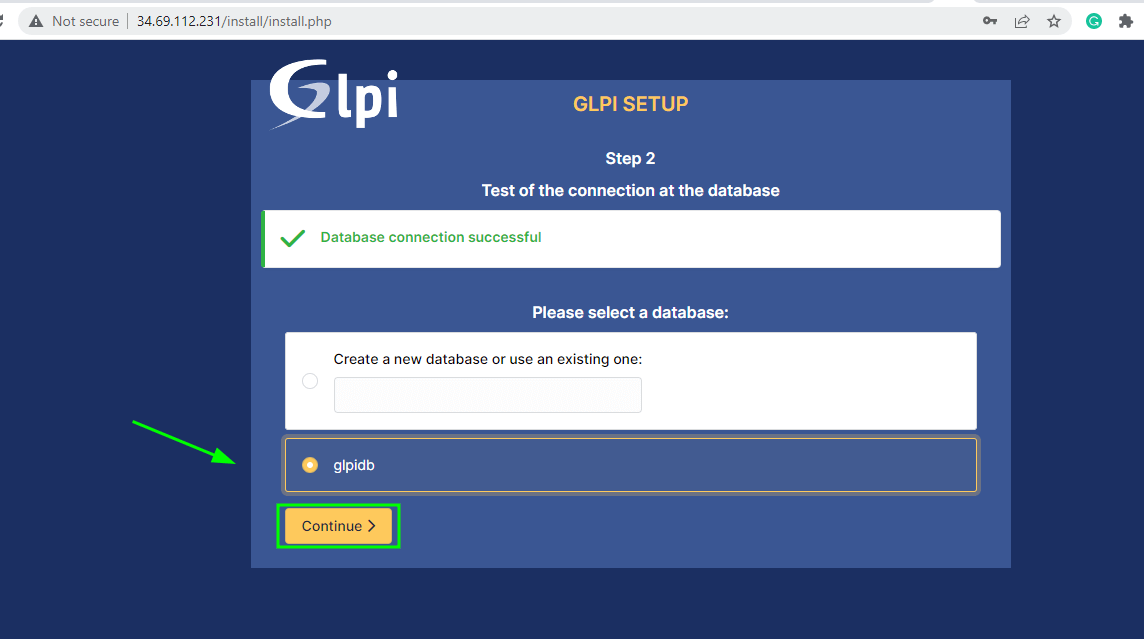 Not secure | 34.69.112.231/install/install.php
Glpi
GLPI SETUP
Step 2
Test of the connection at the database
Database connection successful
Please select a database:
Create a new database or use an existing one:
glpidb
Continue